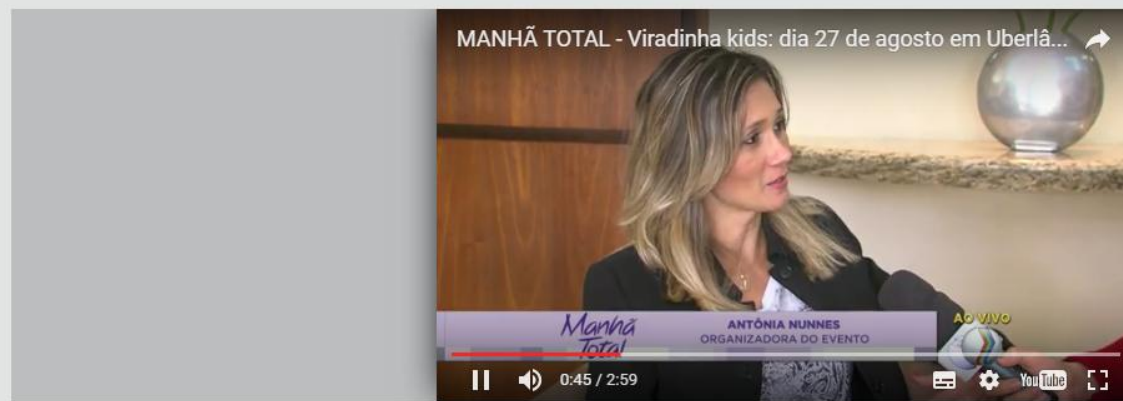 MANHÃ TOTAL - Viradinha kids: dia 27 de agosto em Uberlâ...
Manhã
Total
ANTÔNIA NUNNES
ORGANIZADORA DO EVENTO
AO VIVO
0:45 / 2:59
YouTube